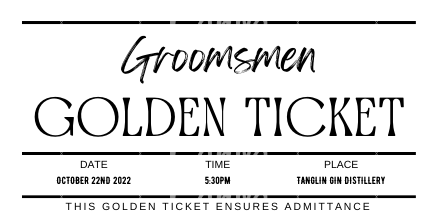 Groomsmen
GOLDEN TICKET
DATE TIME PLACE
OCTOBER 22ND 2022 5:30PM TANGLIN GIN DISTILLERY
THIS GOLDEN TICKET ENSURES ADMITTANCE